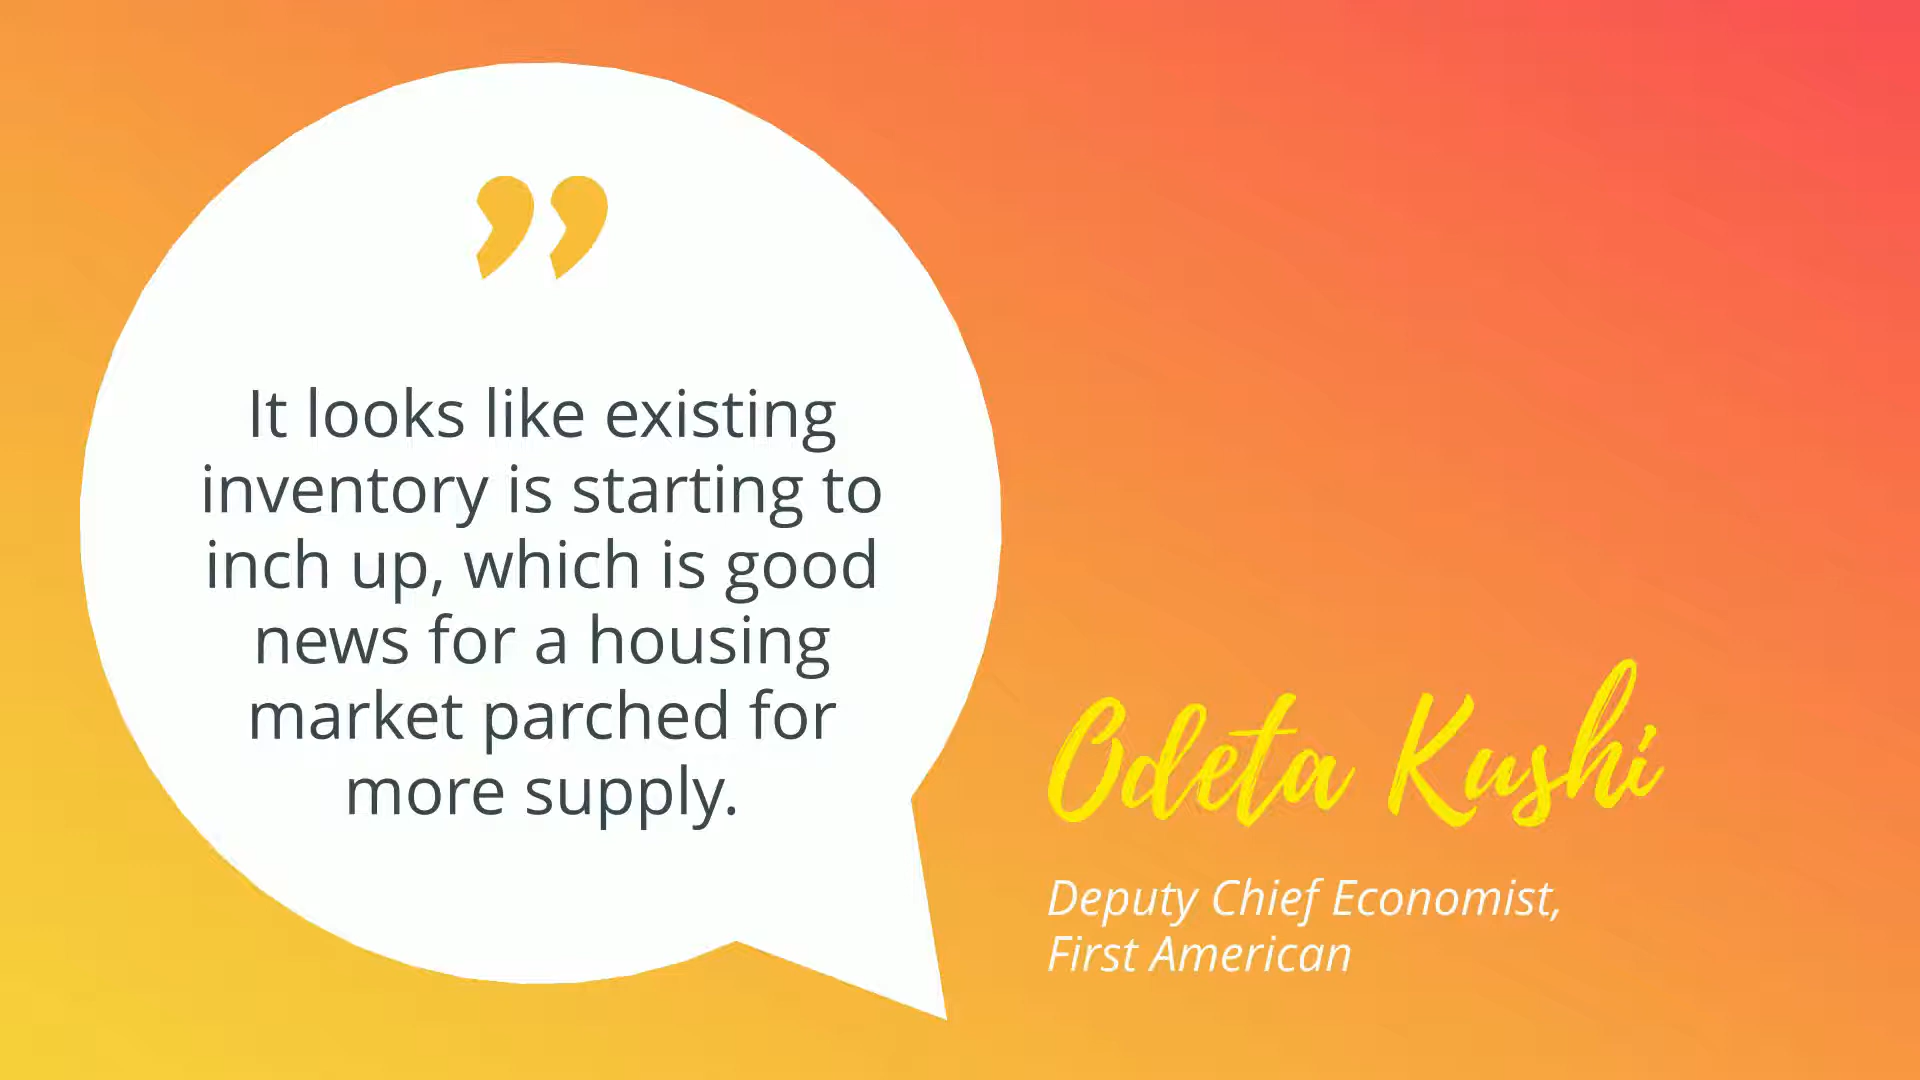 ”
It looks like existing
inventory is starting to
inch up, which is good
news for a housing
market parched for
more supply.
Odeta Kushi
Deputy Chief Economist,
First American